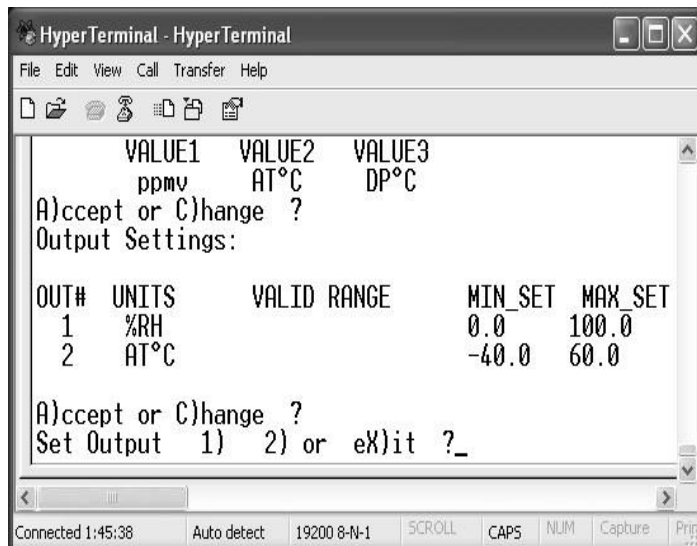 HyperTerminal - HyperTerminal
File Edit View Call Transfer Help
VALUE1 VALUE2 VALUE3
ppmv AT°C DP°C
A)ccept or C)hange ?
Output Settings:
OUT# UNITS VALID RANGE MIN_SET MAX_SET
1 %RH 0.0 100.0
2 AT°C -40.0 60.0
A)ccept or C)hange ?
Set Output 1) 2) or eX)it ?_
Connected 1:45:38 Auto detect 19200 8-N-1 SCROLL CAPS NUM Capture